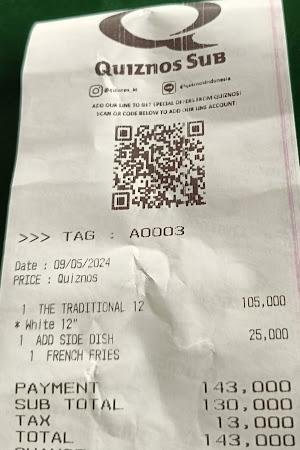 Quiznos Sub
@quiznos_id @quiznosindonesia
ADD OUR LINE TO GET SPECIAL OFFERS FROM QUIZNOS!
SCAN QR CODE BELOW TO ADD OUR LINE ACCOUNT:
>>> TAG : A0003
Date : 09/05/2024
PRICE : Quiznos
1 THE TRADITIONAL 12 105,000
* White 12"
1 ADD SIDE DISH 25,000
1 FRENCH FRIES
PAYMENT 143,000
SUB TOTAL 130,000
TAX 13,000
TOTAL 143,000